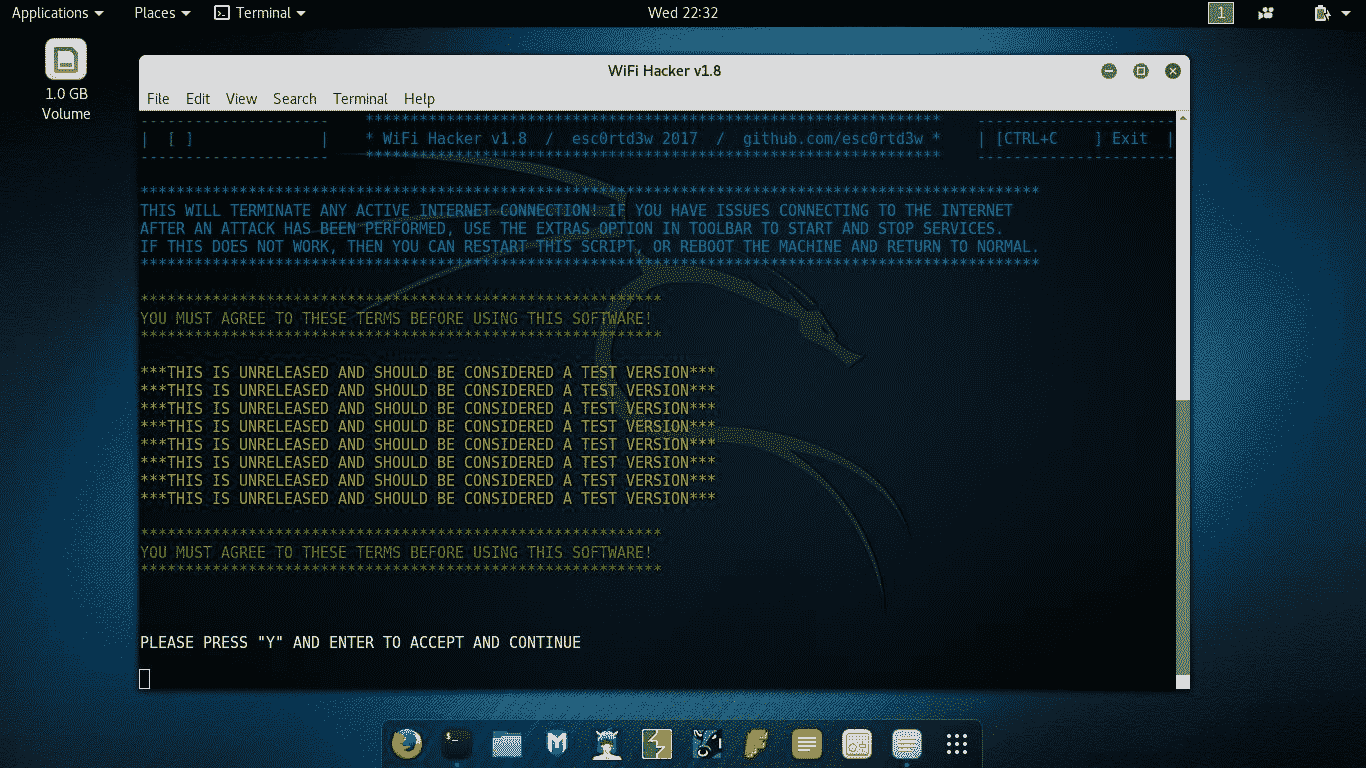 Applications Places Terminal Wed 22:32 1
1.0 GB
Volume
WiFi Hacker v1.8
File Edit View Search Terminal Help
-------------------- **************************************************************** ----------------------
| [ ] | * WiFi Hacker v1.8 / esc0rtd3w 2017 / github.com/esc0rtd3w * | [CTRL+C ] Exit |
-------------------- **************************************************************** ----------------------
****************************************************************************************************
THIS WILL TERMINATE ANY ACTIVE INTERNET CONNECTION! IF YOU HAVE ISSUES CONNECTING TO THE INTERNET
AFTER AN ATTACK HAS BEEN PERFORMED, USE THE EXTRAS OPTION IN TOOLBAR TO START AND STOP SERVICES.
IF THIS DOES NOT WORK, THEN YOU CAN RESTART THIS SCRIPT, OR REBOOT THE MACHINE AND RETURN TO NORMAL.
****************************************************************************************************
**********************************************************
YOU MUST AGREE TO THESE TERMS BEFORE USING THIS SOFTWARE!
**********************************************************
***THIS IS UNRELEASED AND SHOULD BE CONSIDERED A TEST VERSION***
***THIS IS UNRELEASED AND SHOULD BE CONSIDERED A TEST VERSION***
***THIS IS UNRELEASED AND SHOULD BE CONSIDERED A TEST VERSION***
***THIS IS UNRELEASED AND SHOULD BE CONSIDERED A TEST VERSION***
***THIS IS UNRELEASED AND SHOULD BE CONSIDERED A TEST VERSION***
***THIS IS UNRELEASED AND SHOULD BE CONSIDERED A TEST VERSION***
***THIS IS UNRELEASED AND SHOULD BE CONSIDERED A TEST VERSION***
***THIS IS UNRELEASED AND SHOULD BE CONSIDERED A TEST VERSION***
**********************************************************
YOU MUST AGREE TO THESE TERMS BEFORE USING THIS SOFTWARE!
**********************************************************
PLEASE PRESS "Y" AND ENTER TO ACCEPT AND CONTINUE